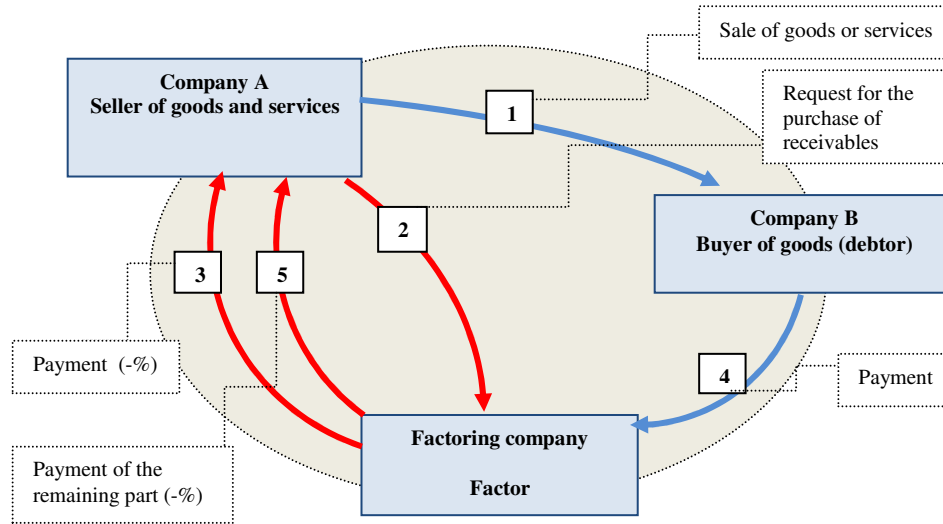 Sale of goods or services
Company A
Seller of goods and services
Request for the
purchase of
receivables
1
2
Company B
Buyer of goods (debtor)
3
5
Payment (-%)
4
Payment
Factoring company
Factor
Payment of the
remaining part (-%)